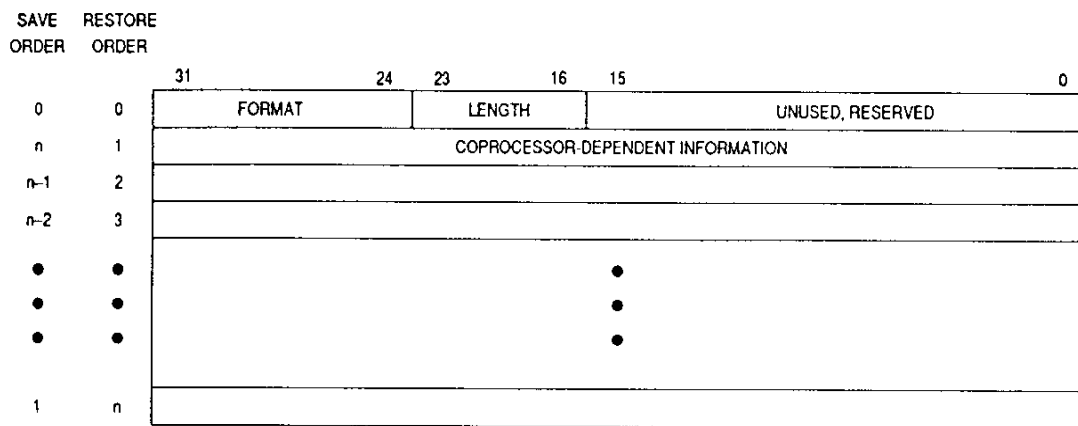 SAVE RESTORE
ORDER ORDER
31 24 23 16 15 0
0 0 FORMAT LENGTH UNUSED, RESERVED
n 1 COPROCESSOR-DEPENDENT INFORMATION
n–1 2
n–2 3
1 n